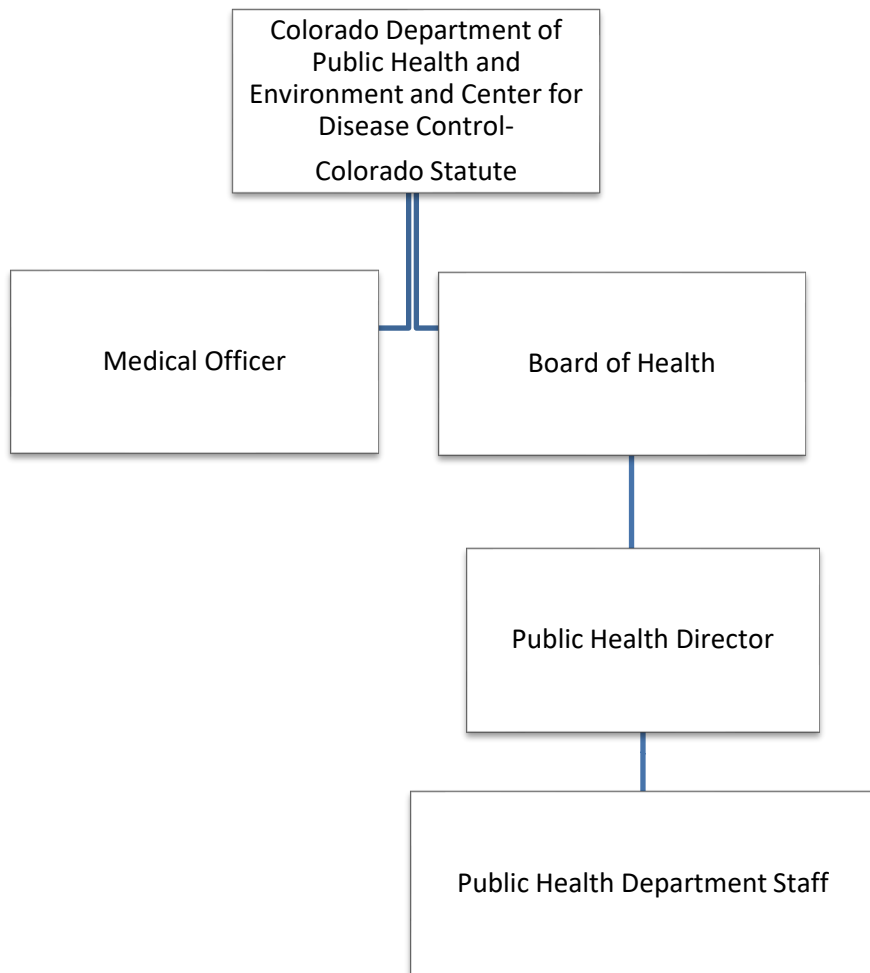 Colorado Department of
Public Health and
Environment and Center for
Disease Control-
Colorado Statute
Medical Officer
Board of Health
Public Health Director
Public Health Department Staff